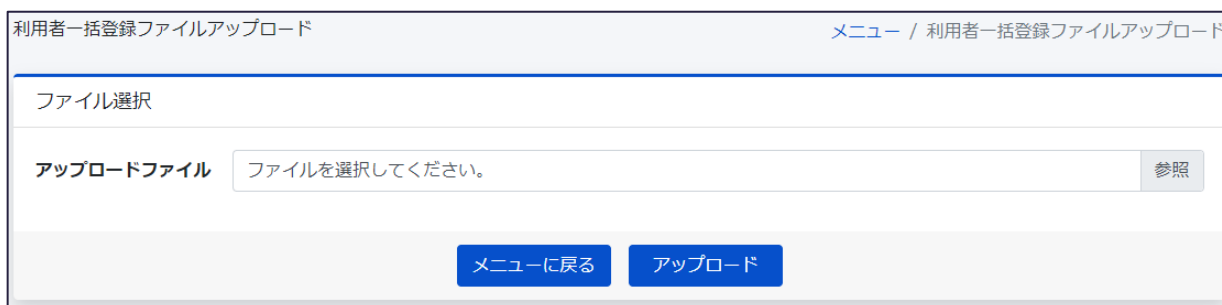 利用者一括登録ファイルアップロード
メニュー / 利用者一括登録ファイルアップロード
ファイル選択
アップロードファイル ファイルを選択してください。 参照
メニューに戻る アップロード